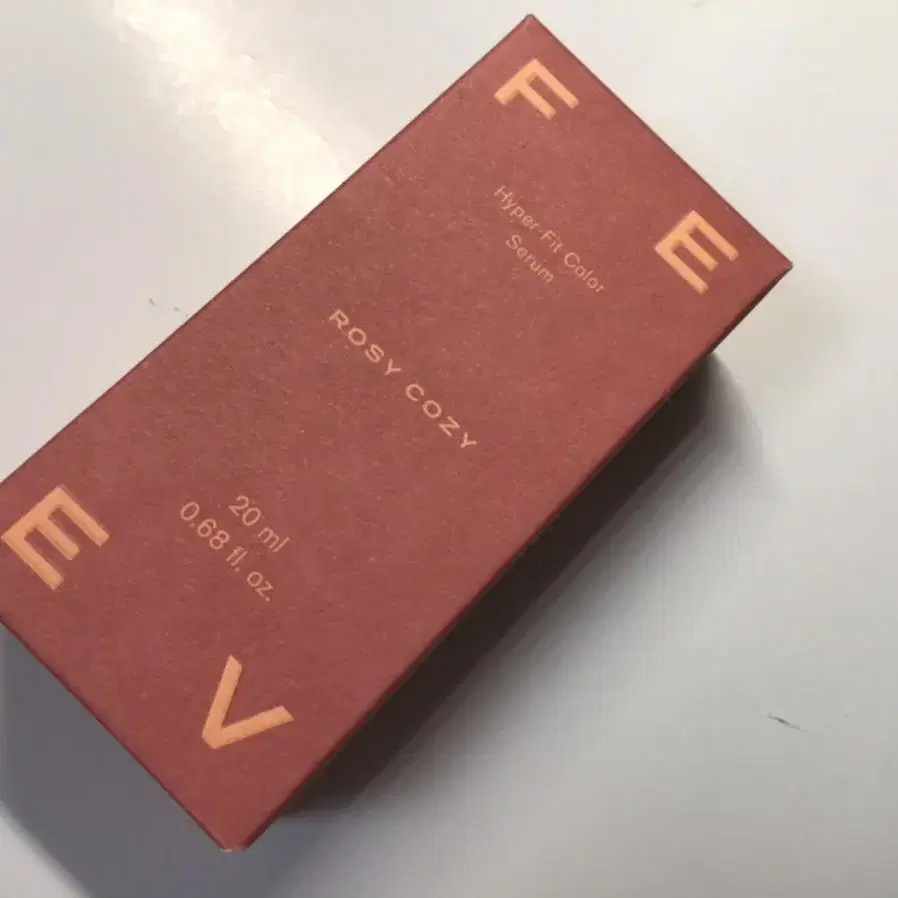 F E
Hyper-Fit Color
Serum
ROSY COZY
20 ml
0.68 fl. oz.
E V